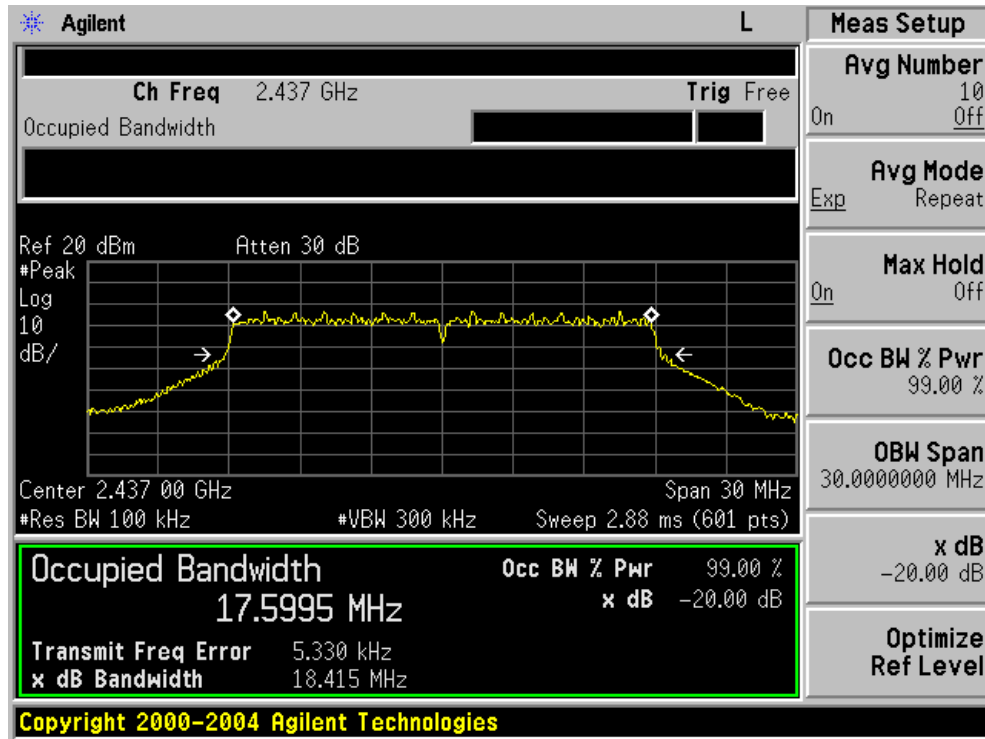 Agilent L
Ch Freq 2.437 GHz Trig Free
Occupied Bandwidth
Ref 20 dBm Atten 30 dB
#Peak
Log
10
dB/
Center 2.437 00 GHz Span 30 MHz
#Res BW 100 kHz #VBW 300 kHz Sweep 2.88 ms (601 pts)
Occupied Bandwidth Occ BW % Pwr 99.00 %
17.5995 MHz x dB -20.00 dB
Transmit Freq Error 5.330 kHz
x dB Bandwidth 18.415 MHz
Copyright 2000-2004 Agilent Technologies
Meas Setup
Avg Number
10
On Off
Avg Mode
Exp Repeat
Max Hold
On Off
Occ BW % Pwr
99.00 %
OBW Span
30.0000000 MHz
x dB
-20.00 dB
Optimize
Ref Level